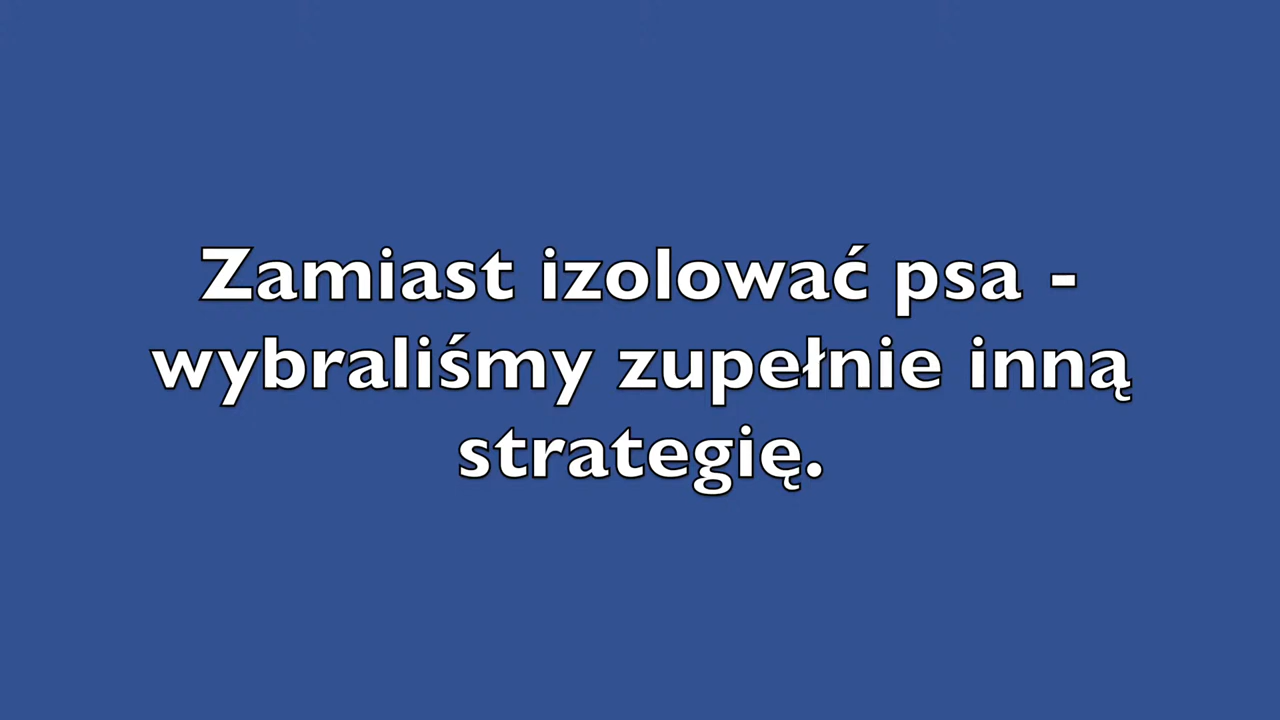 Zamiast izolować psa -
wybraliśmy zupełnie inną
strategię.